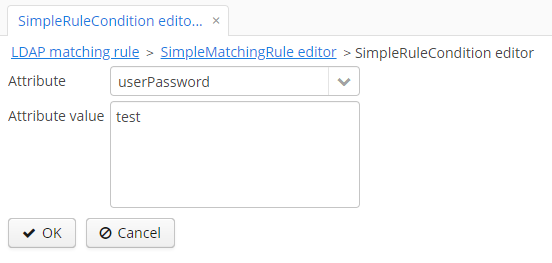 SimpleRuleCondition edito... ×
LDAP matching rule > SimpleMatchingRule editor > SimpleRuleCondition editor
Attribute userPassword
Attribute value test
OK Cancel